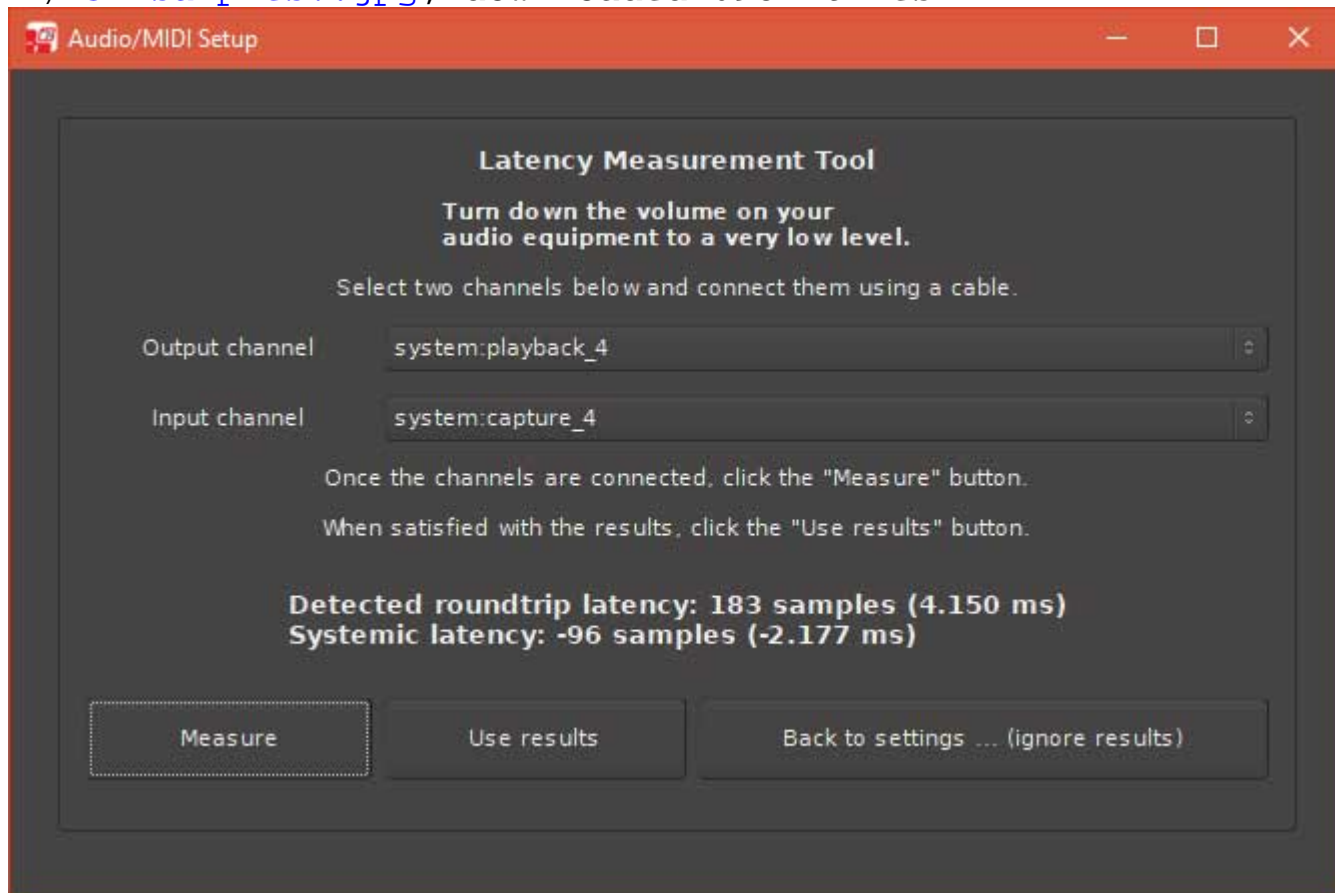 Audio/MIDI Setup
Latency Measurement Tool
Turn down the volume on your
audio equipment to a very low level.
Select two channels below and connect them using a cable.
Output channel system:playback_4
Input channel system:capture_4
Once the channels are connected, click the "Measure" button.
When satisfied with the results, click the "Use results" button.
Detected roundtrip latency: 183 samples (4.150 ms)
Systemic latency: -96 samples (-2.177 ms)
Measure Use results Back to settings ... (ignore results)